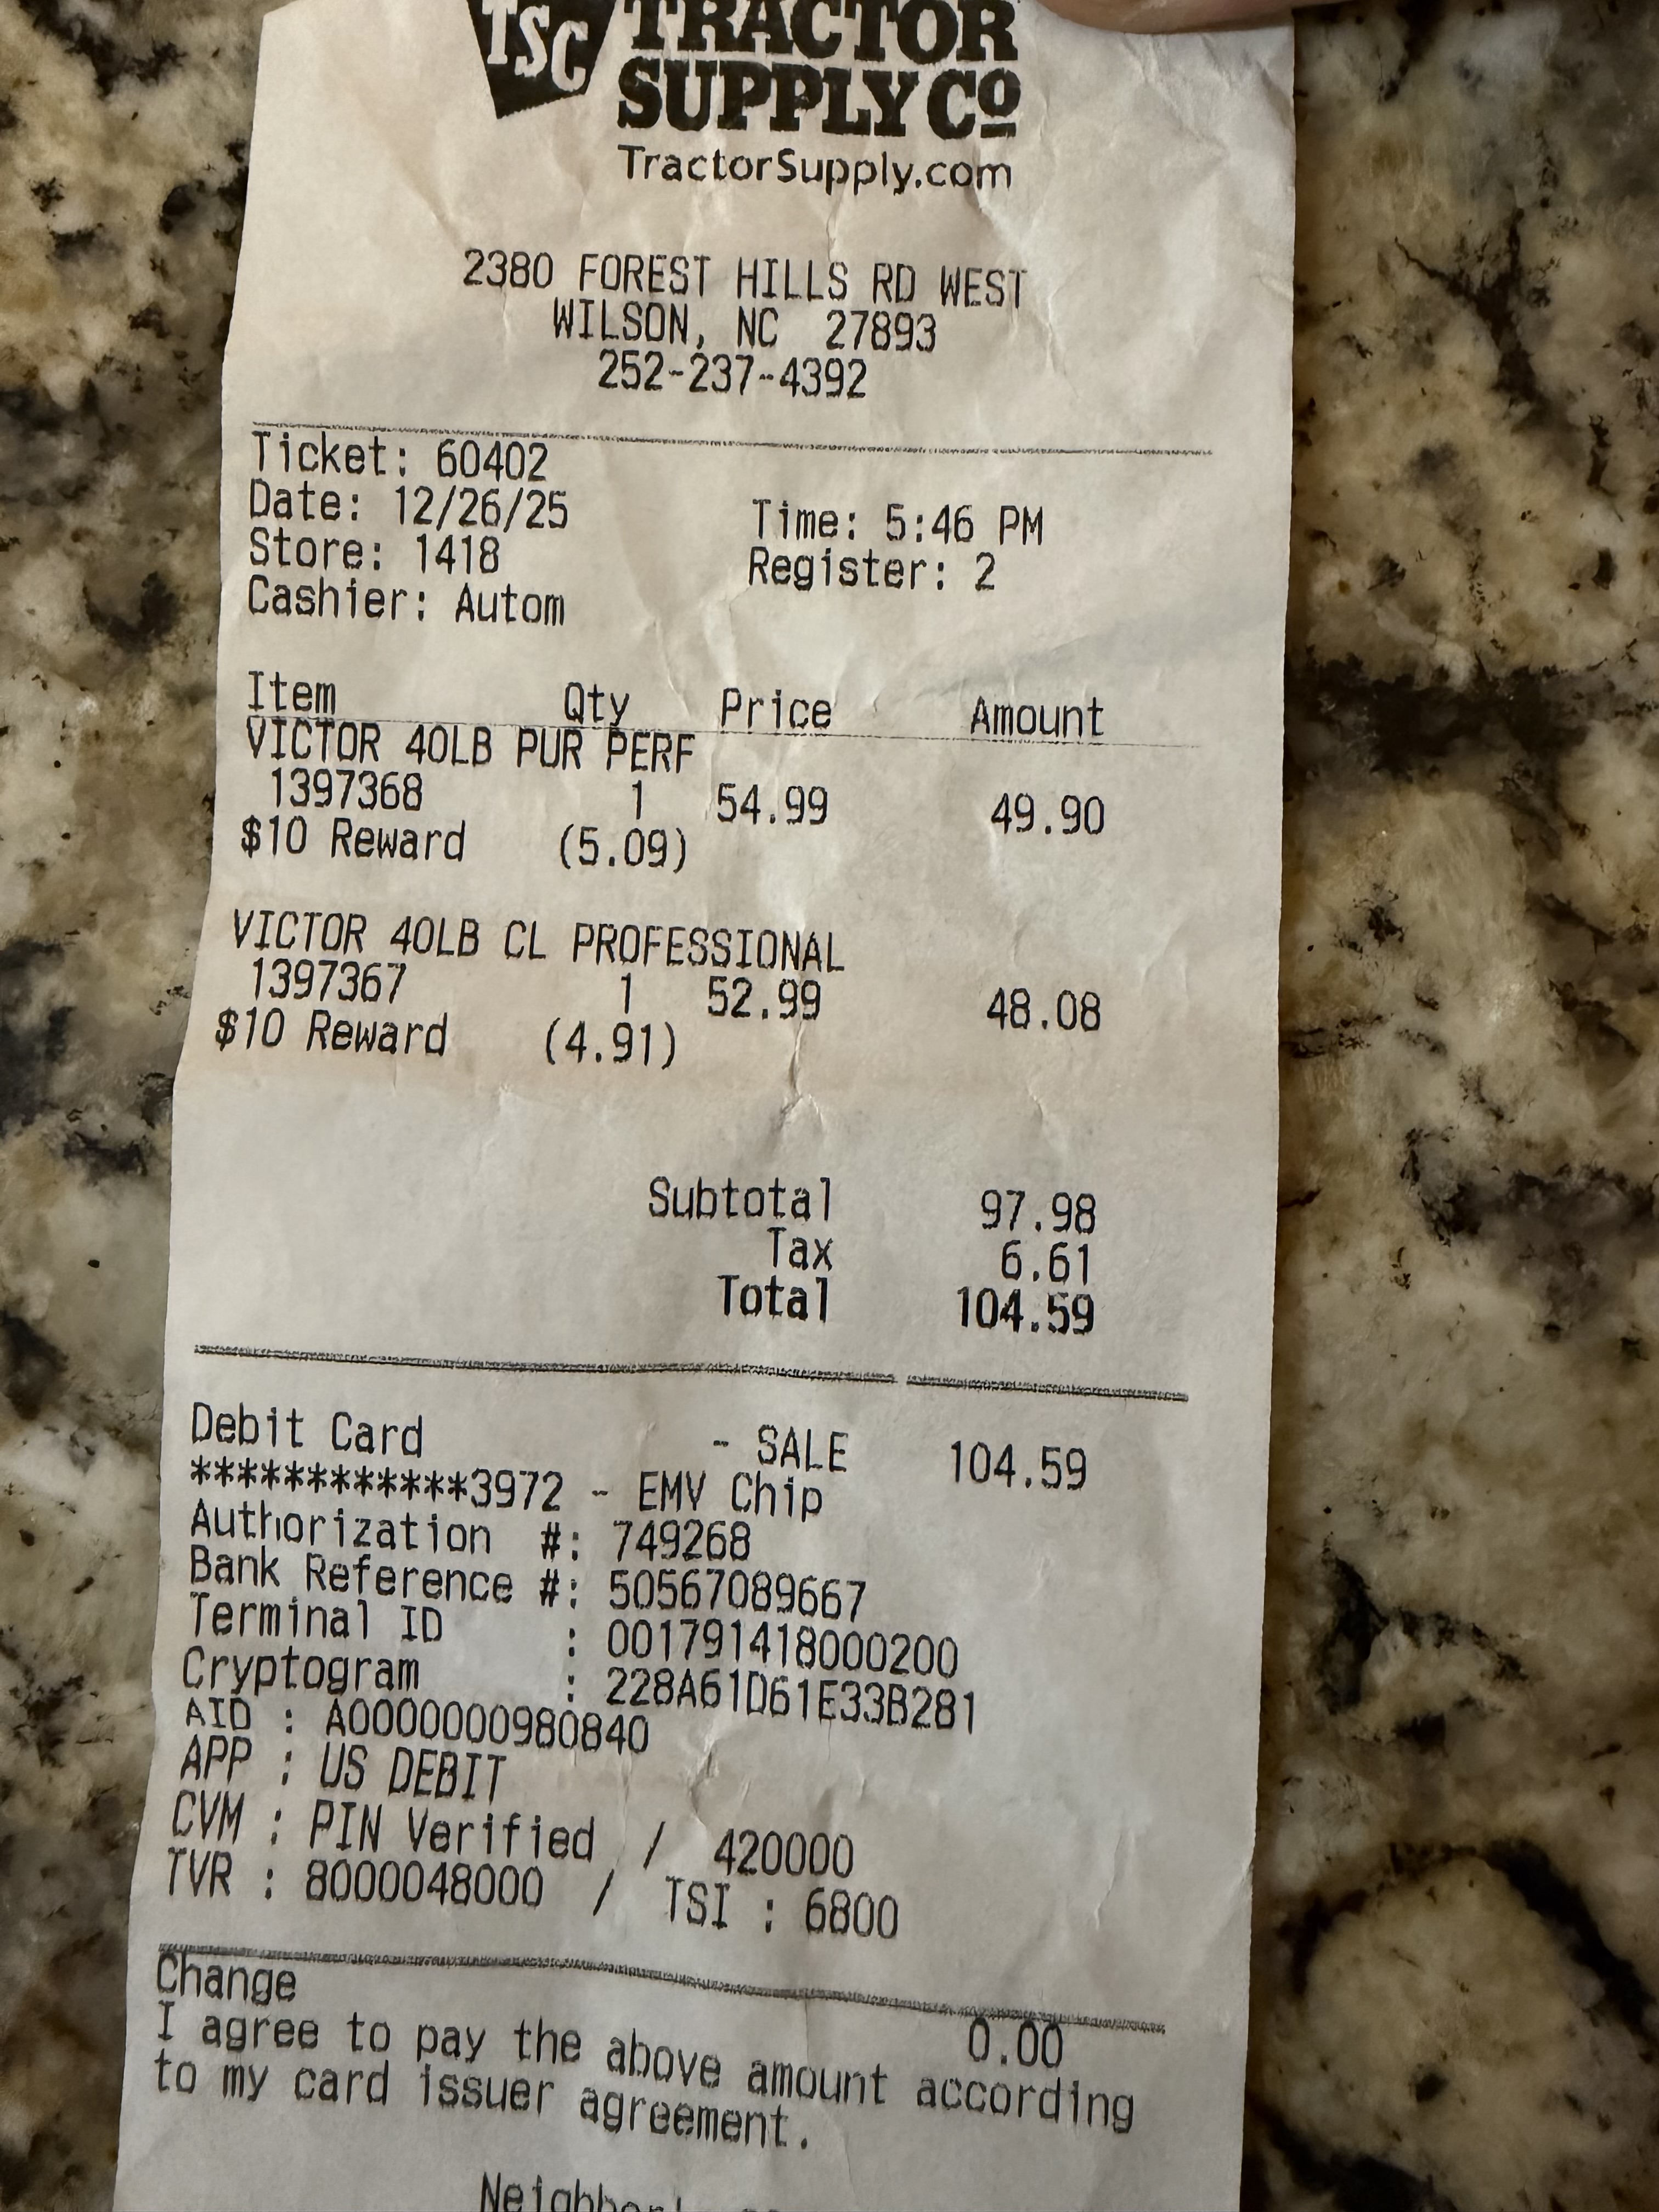 TSC TRACTOR
SUPPLY Co
TractorSupply.com
2380 FOREST HILLS RD WEST
WILSON, NC 27893
252-237-4392
Ticket: 60402
Date: 12/26/25 Time: 5:46 PM
Store: 1418 Register: 2
Cashier: Autom
Item Qty Price Amount
VICTOR 40LB PUR PERF
1397368 1 54.99 49.90
$10 Reward (5.09)
VICTOR 40LB CL PROFESSIONAL
1397367 1 52.99 48.08
$10 Reward (4.91)
Subtotal 97.98
Tax 6.61
Total 104.59
Debit Card - SALE 104.59
************3972 - EMV Chip
Authorization #: 749268
Bank Reference #: 50567089667
Terminal ID : 001791418000200
Cryptogram : 228A61D61E33B281
AID : A0000000980840
APP : US DEBIT
CVM : PIN Verified / 420000
TVR : 8000048000 / TSI : 6800
Change 0.00
I agree to pay the above amount according
to my card issuer agreement.